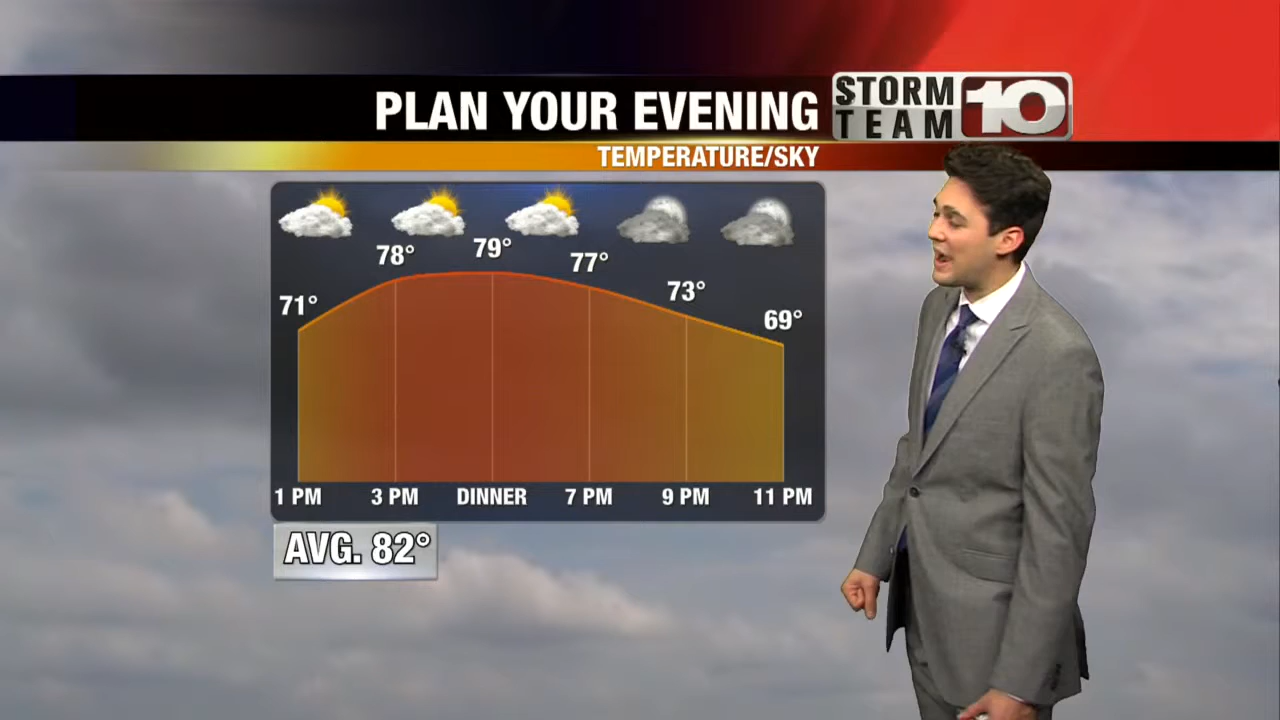 PLAN YOUR EVENING
STORM TEAM 10
TEMPERATURE/SKY
71° 78° 79° 77° 73° 69°
1 PM 3 PM DINNER 7 PM 9 PM 11 PM
AVG. 82°